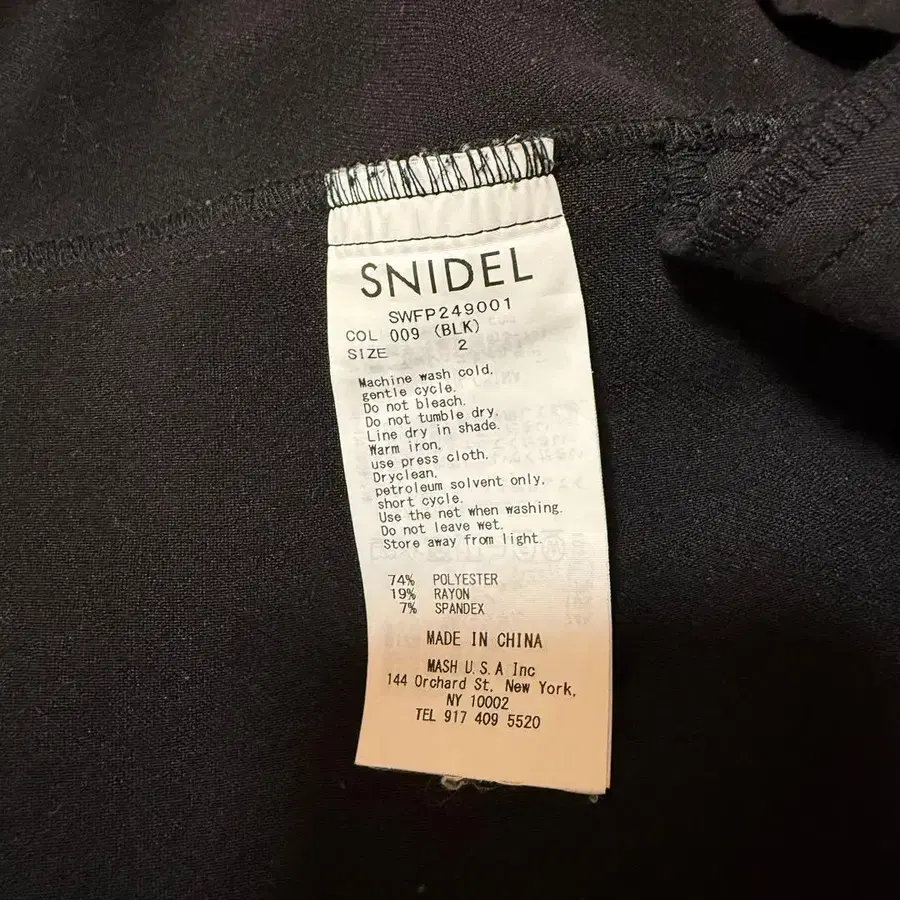 SNIDEL
SWFP249001
COL 009 (BLK)
SIZE 2
Machine wash cold.
gentle cycle.
Do not bleach.
Do not tumble dry.
Line dry in shade.
Warm iron,
use press cloth.
Dryclean,
petroleum solvent only,
short cycle.
Use the net when washing.
Do not leave wet.
Store away from light.
74% POLYESTER
19% RAYON
7% SPANDEX
MADE IN CHINA
MASH U.S.A Inc
144 Orchard St, New York,
NY 10002
TEL 917 409 5520